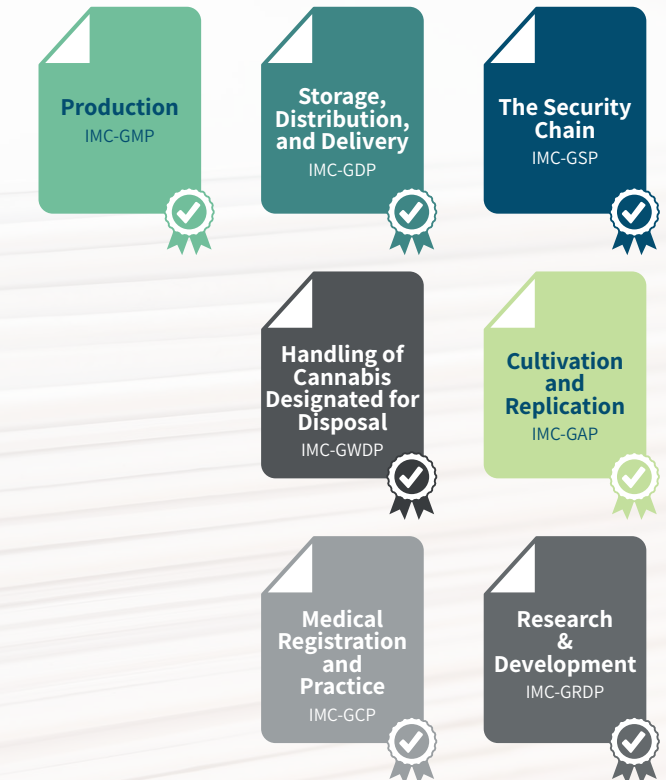 Production
IMC-GMP
Storage,
Distribution,
and Delivery
IMC-GDP
The Security
Chain
IMC-GSP
Handling of
Cannabis
Designated for
Disposal
IMC-GWDP
Cultivation
and
Replication
IMC-GAP
Medical
Registration
and
Practice
IMC-GCP
Research
&
Development
IMC-GRDP